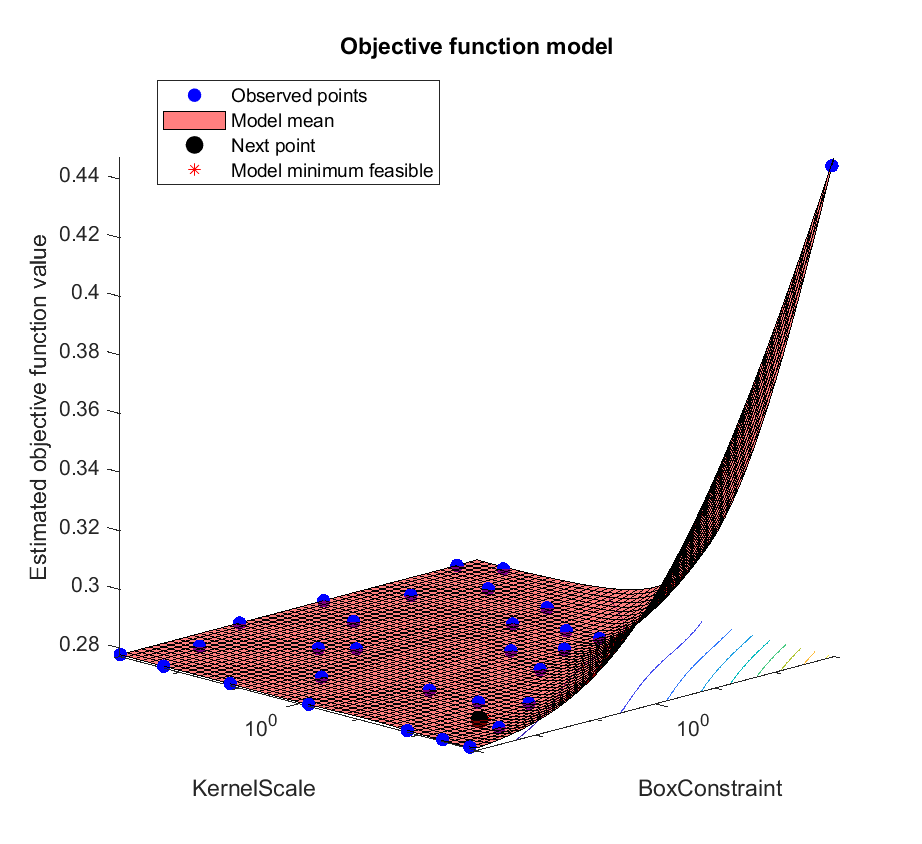 Objective function model
Observed points
Model mean
Next point
Model minimum feasible
0.44
0.42
0.4
0.38
0.36
0.34
0.32
0.3
0.28
Estimated objective function value
10^0
10^0
KernelScale
BoxConstraint